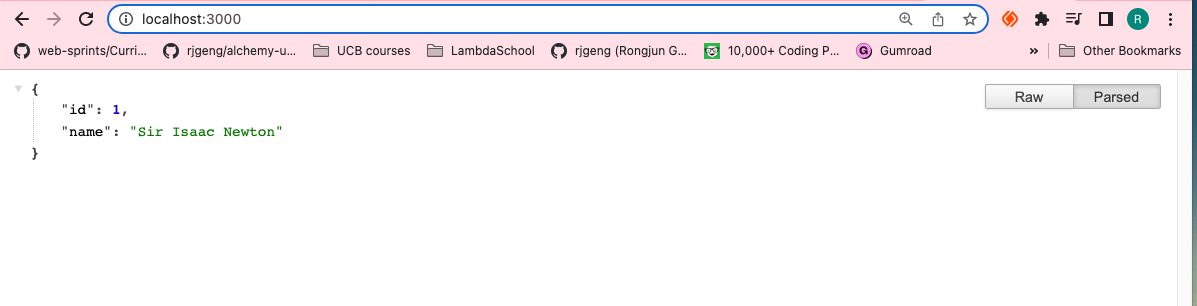 localhost:3000
R
web-sprints/Curri...
rjgeng/alchemy-u...
UCB courses
LambdaSchool
rjgeng (Rongjun G...
10,000+ Coding P...
G
Gumroad
»
Other Bookmarks
{
Raw
Parsed
"id": 1,
"name": "Sir Isaac Newton"
}